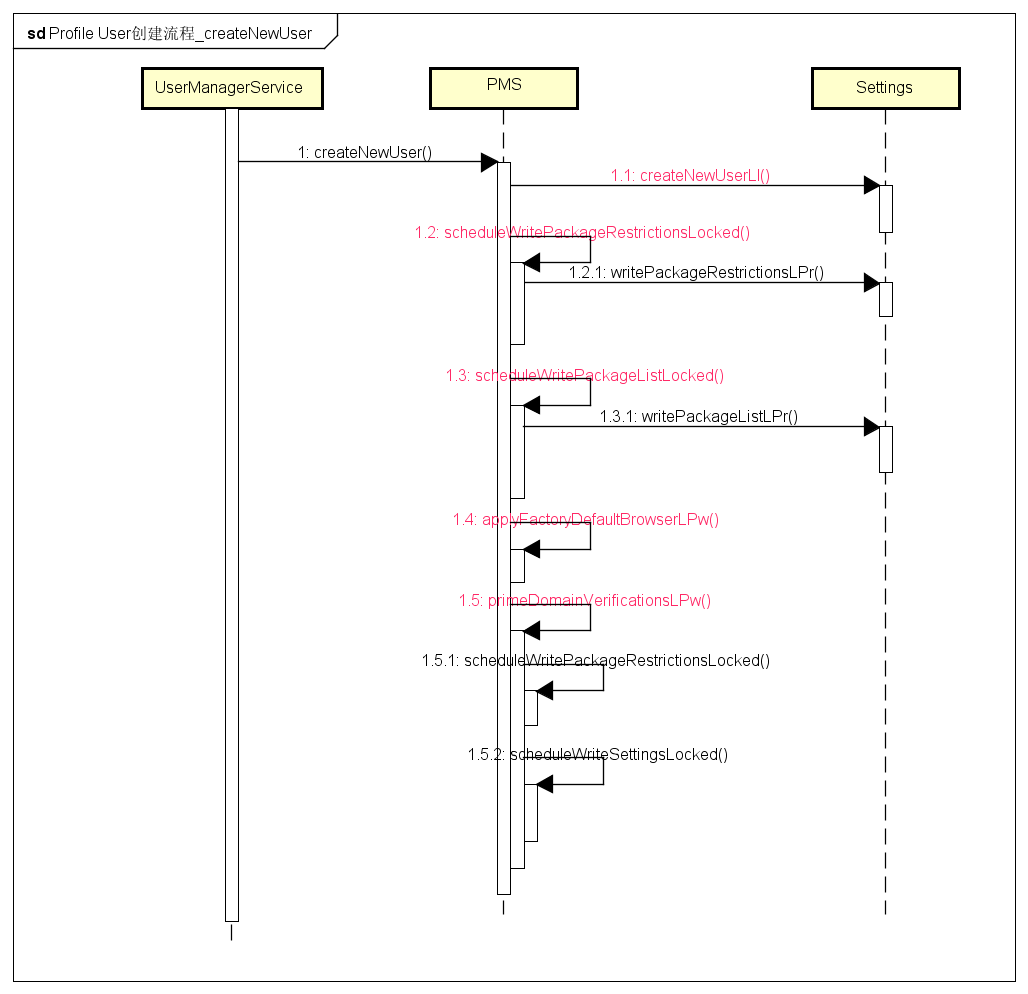 sd Profile User创建流程_createNewUser
UserManagerService
PMS
Settings
1: createNewUser()
1.1: createNewUserLI()
1.2: scheduleWritePackageRestrictionsLocked()
1.2.1: writePackageRestrictionsLPr()
1.3: scheduleWritePackageListLocked()
1.3.1: writePackageListLPr()
1.4: applyFactoryDefaultBrowserLPw()
1.5: primeDomainVerificationsLPw()
1.5.1: scheduleWritePackageRestrictionsLocked()
1.5.2: scheduleWriteSettingsLocked()